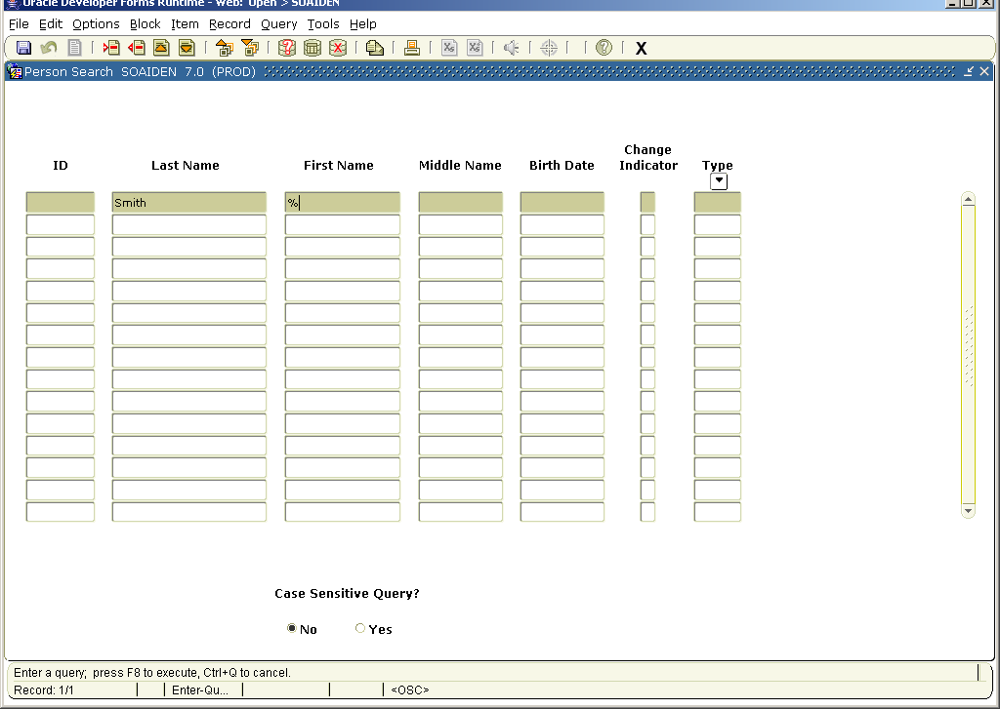 Oracle Developer Forms Runtime - Web: Open > SOAIDEN
File Edit Options Block Item Record Query Tools Help
X
Person Search SOAIDEN 7.0 (PROD)
Change
ID Last Name First Name Middle Name Birth Date Indicator Type
Smith %
Case Sensitive Query?
No Yes
Enter a query; press F8 to execute, Ctrl+Q to cancel.
Record: 1/1 Enter-Qu... <OSC>